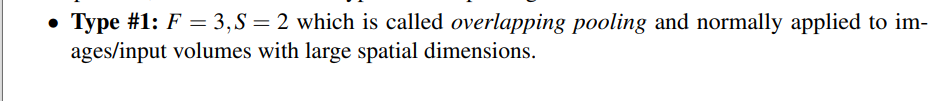 • Type #1: F = 3, S = 2 which is called overlapping pooling and normally applied to im-
ages/input volumes with large spatial dimensions.